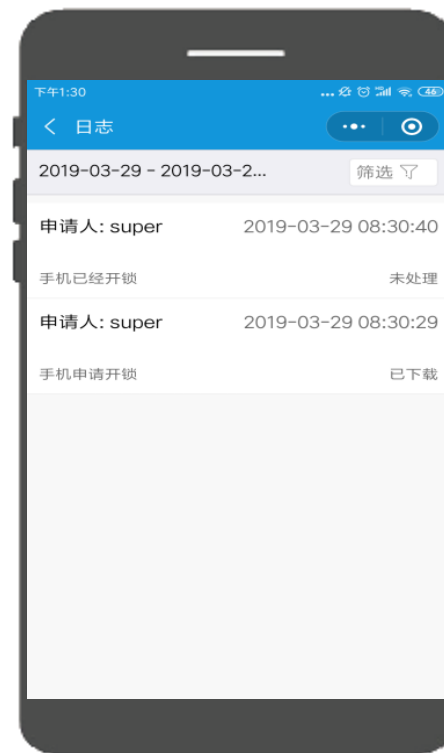 下午1:30
46
日志
2019-03-29 - 2019-03-2...
筛选
申请人: super 2019-03-29 08:30:40
手机已经开锁 未处理
申请人: super 2019-03-29 08:30:29
手机申请开锁 已下载